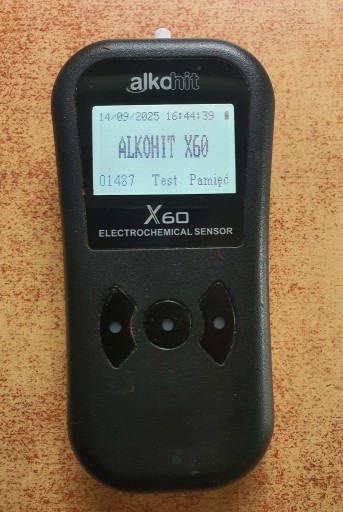 alkohit
14/09/2025 16:44:39
ALKOHIT X60
01487 Test Pamięć
X60
ELECTROCHEMICAL SENSOR